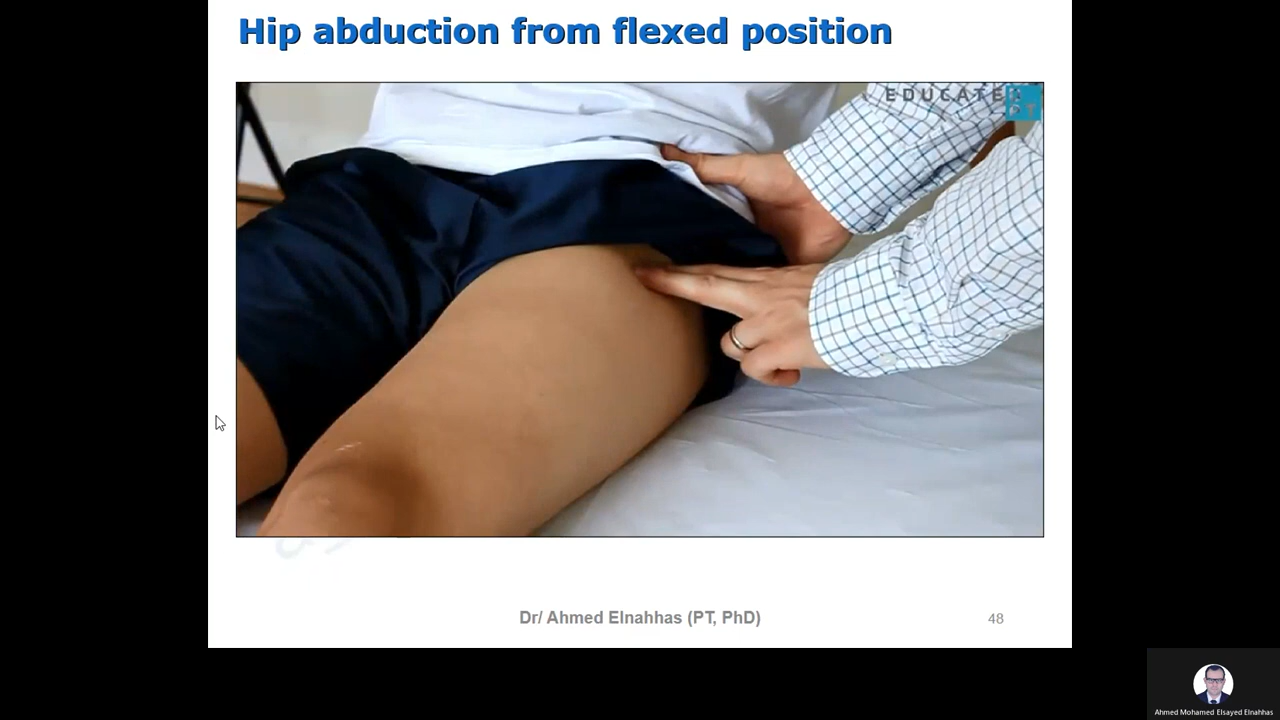 Hip abduction from flexed position
EDUCATED
PT
Dr/ Ahmed Elnahhas (PT, PhD)
48
Ahmed Mohamed Elsayed Elnahhas